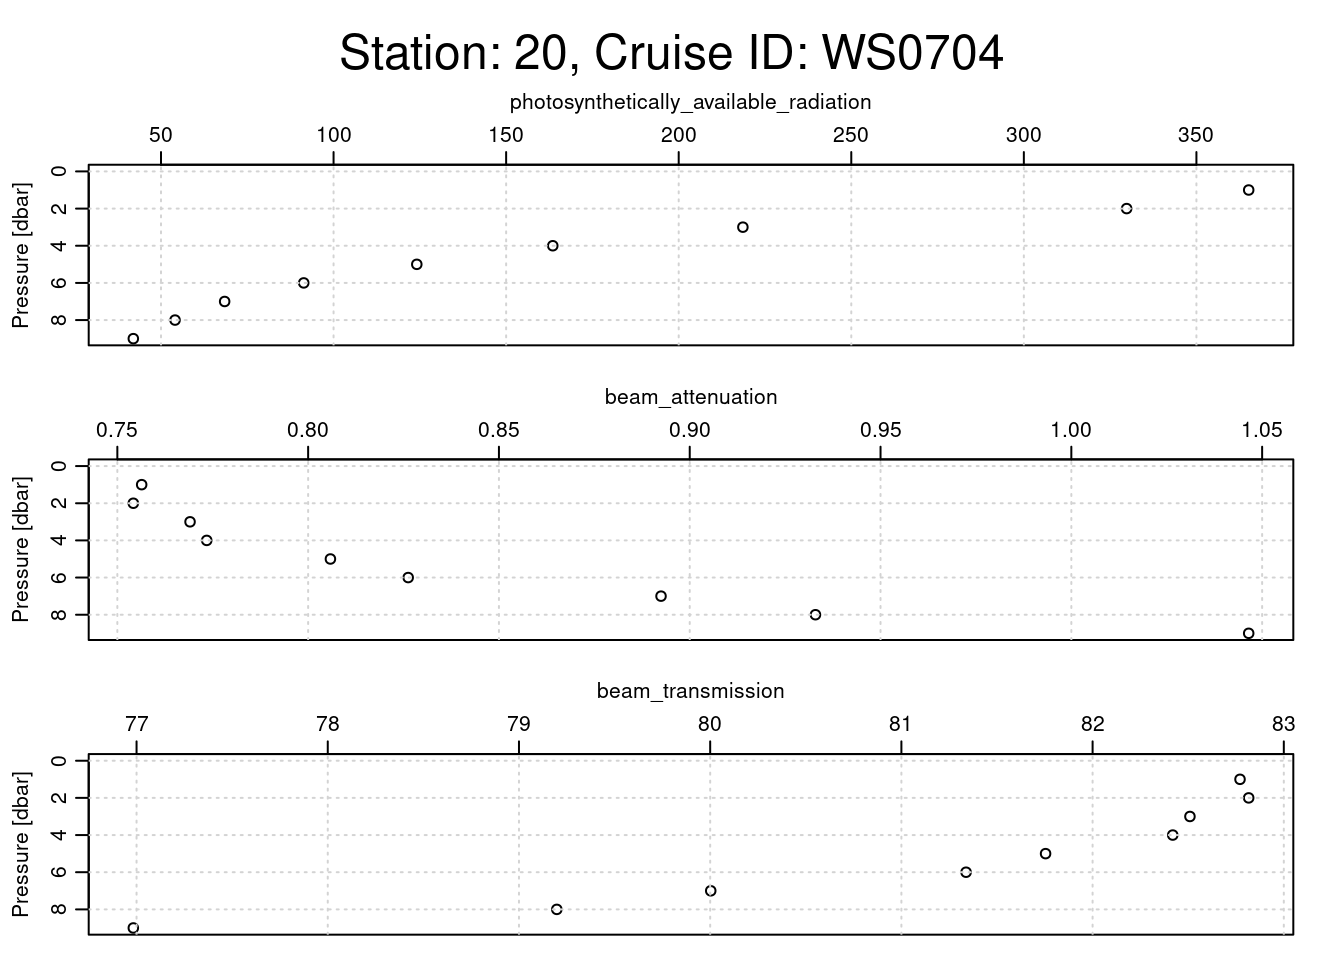 Station: 20, Cruise ID: WS0704
photosynthetically_available_radiation
50 100 150 200 250 300 350
Pressure [dbar]
0
2
4
6
8
beam_attenuation
0.75 0.80 0.85 0.90 0.95 1.00 1.05
Pressure [dbar]
0
2
4
6
8
beam_transmission
77 78 79 80 81 82 83
Pressure [dbar]
0
2
4
6
8